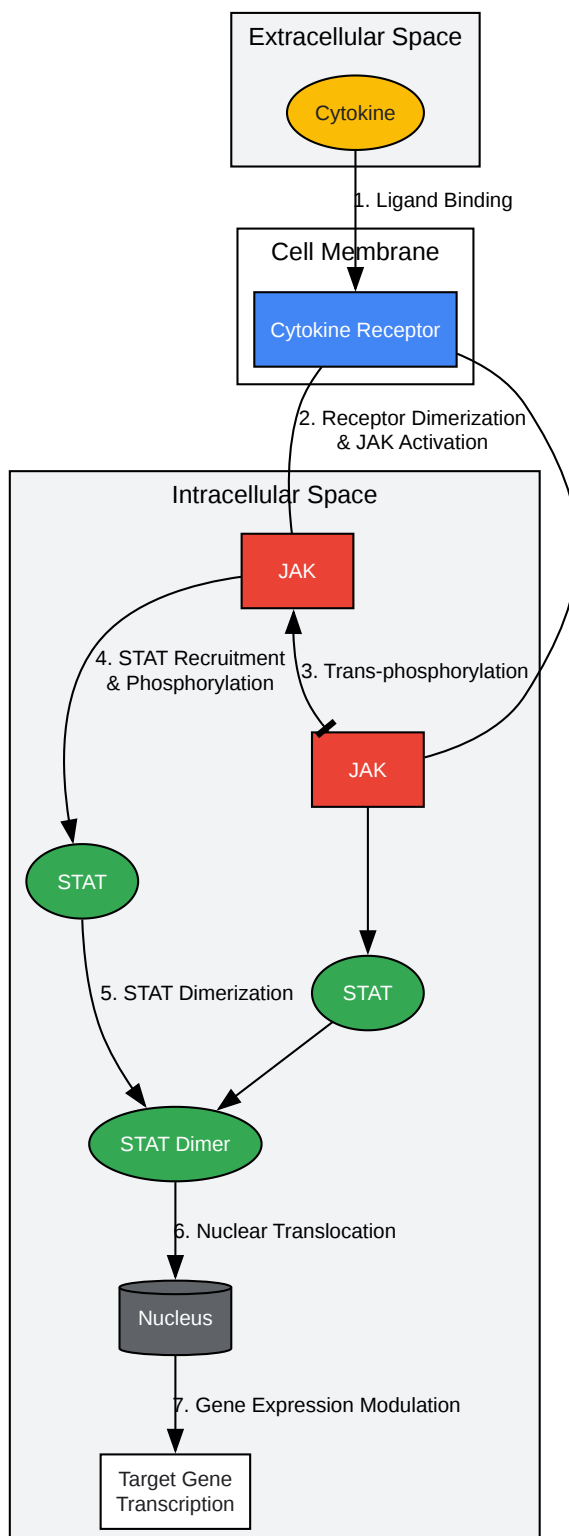 Extracellular Space
Cytokine
1. Ligand Binding
Cell Membrane
Cytokine Receptor
2. Receptor Dimerization
& JAK Activation
Intracellular Space
JAK
4. STAT Recruitment
& Phosphorylation
3. Trans-phosphorylation
JAK
STAT
5. STAT Dimerization
STAT
STAT Dimer
6. Nuclear Translocation
Nucleus
7. Gene Expression Modulation
Target Gene
Transcription